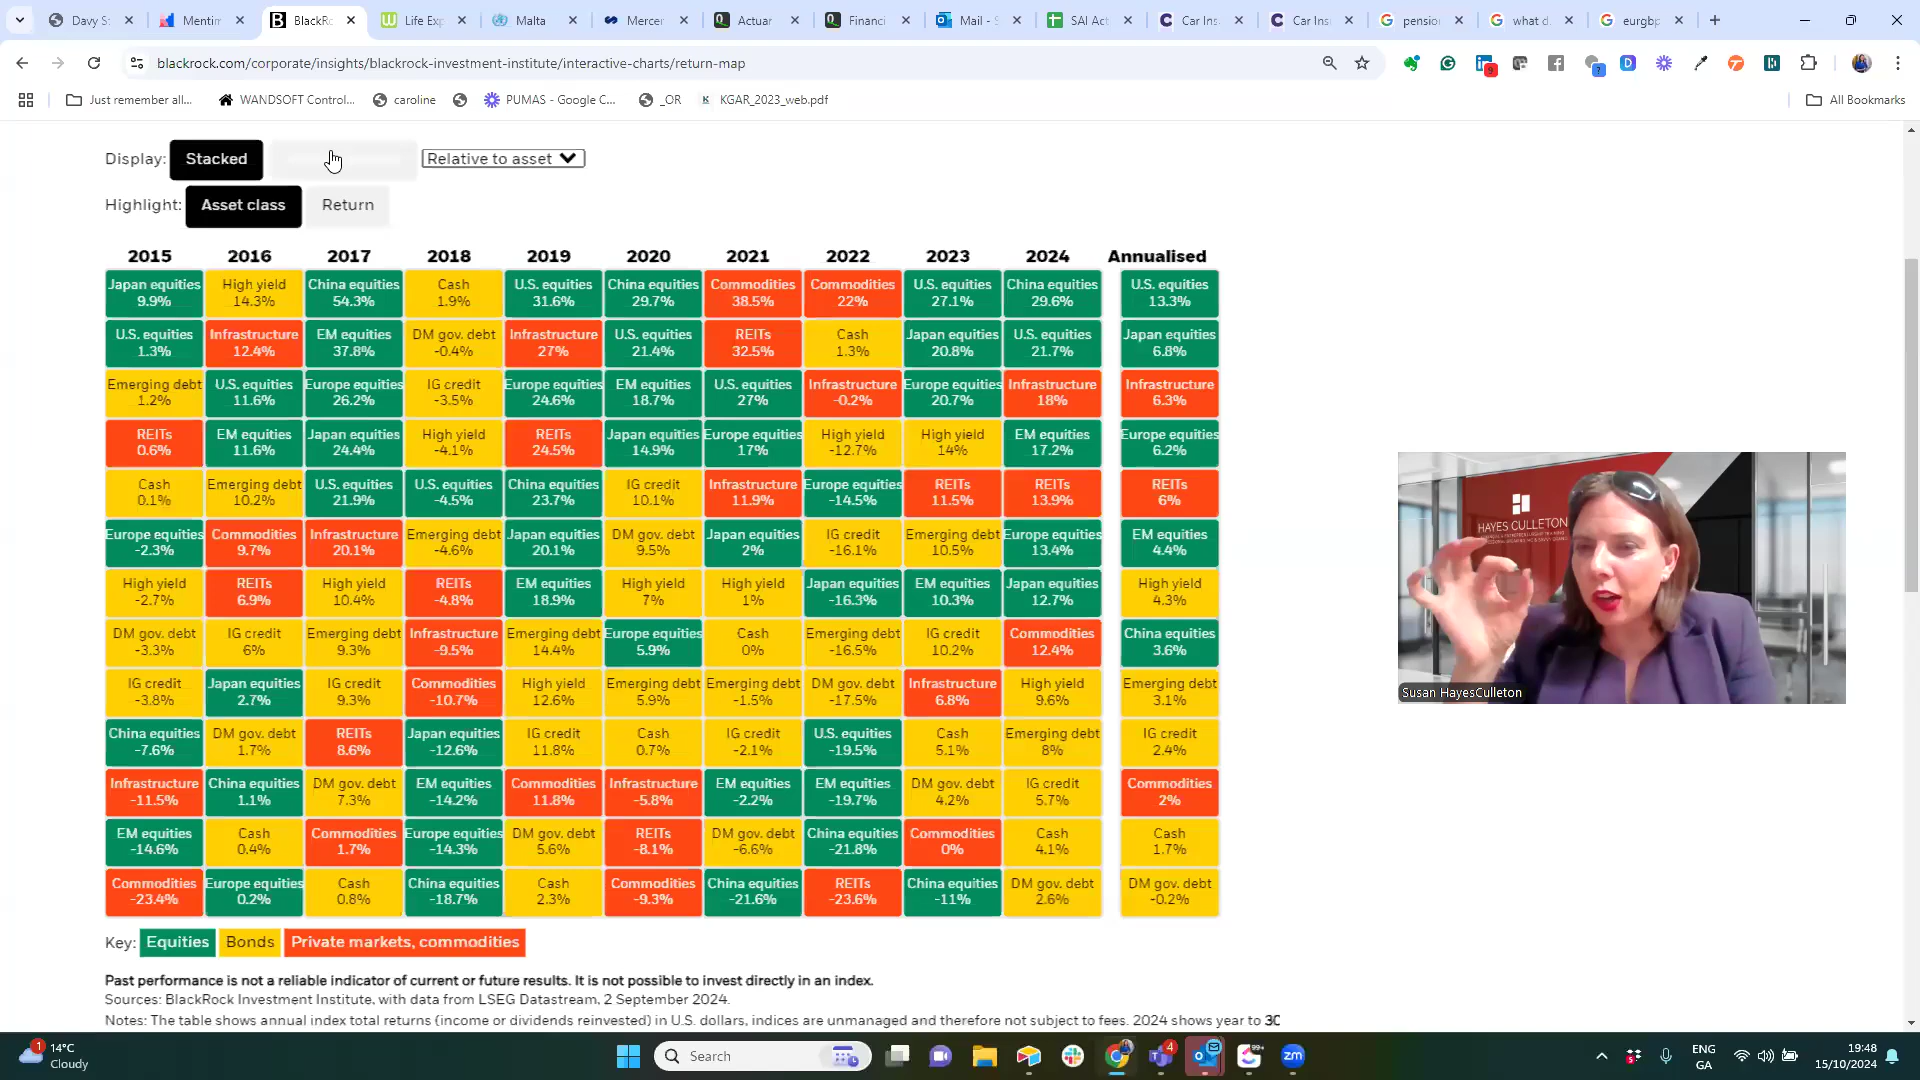 Davy S
Mentim
BlackRo
Life Exp
Malta
Mercer
Actuar
Financi
Mail - S
SAI Act
Car Ins
Car Ins
pensio
what d
eurgbp
blackrock.com/corporate/insights/blackrock-investment-institute/interactive-charts/return-map
Just remember all...
WANDSOFT Control...
caroline
PUMAS - Google C...
_OR
KGAR_2023_web.pdf
All Bookmarks
Display: Stacked Relative to asset
Highlight: Asset class Return
2015 2016 2017 2018 2019 2020 2021 2022 2023 2024 Annualised
Japan equities High yield China equities Cash U.S. equities China equities Commodities Commodities U.S. equities China equities U.S. equities
9.9% 14.3% 54.3% 1.9% 31.6% 29.7% 38.5% 22% 27.1% 29.6% 13.3%
U.S. equities Infrastructure EM equities DM gov. debt Infrastructure U.S. equities REITs Cash Japan equities U.S. equities Japan equities
1.3% 12.4% 37.8% -0.4% 27% 21.4% 32.5% 1.3% 20.8% 21.7% 6.8%
Emerging debt U.S. equities Europe equities IG credit Europe equities EM equities U.S. equities Infrastructure Europe equities Infrastructure Infrastructure
1.2% 11.6% 26.2% -3.5% 24.6% 18.7% 27% -0.2% 20.7% 18% 6.3%
REITs EM equities Japan equities High yield REITs Japan equities Europe equities High yield High yield EM equities Europe equities
0.6% 11.6% 24.4% -4.1% 24.5% 14.9% 17% -12.7% 14% 17.2% 6.2%
Cash Emerging debt U.S. equities U.S. equities China equities IG credit Infrastructure Europe equities REITs REITs REITs
0.1% 10.2% 21.9% -4.5% 23.7% 10.1% 11.9% -14.5% 11.5% 13.9% 6%
Europe equities Commodities Infrastructure Emerging debt Japan equities DM gov. debt Japan equities IG credit Emerging debt Europe equities EM equities
-2.3% 9.7% 20.1% -4.6% 20.1% 9.5% 2% -16.1% 10.5% 13.4% 4.4%
High yield REITs High yield REITs EM equities High yield High yield Japan equities EM equities Japan equities High yield
-2.7% 6.9% 10.4% -4.8% 18.9% 7% 1% -16.3% 10.3% 12.7% 4.3%
DM gov. debt IG credit Emerging debt Infrastructure Emerging debt Europe equities Cash Emerging debt IG credit Commodities China equities
-3.3% 6% 9.3% -9.5% 14.4% 5.9% 0% -16.5% 10.2% 12.4% 3.6%
IG credit Japan equities IG credit Commodities High yield Emerging debt Emerging debt DM gov. debt Infrastructure High yield Emerging debt
-3.8% 2.7% 9.3% -10.7% 12.6% 5.9% -1.5% -17.5% 6.8% 9.6% 3.1%
China equities DM gov. debt REITs Japan equities IG credit Cash IG credit U.S. equities Cash Emerging debt IG credit
-7.6% 1.7% 8.6% -12.6% 11.8% 0.7% -2.1% -19.5% 5.1% 8% 2.4%
Infrastructure China equities DM gov. debt EM equities Commodities Infrastructure EM equities EM equities DM gov. debt IG credit Commodities
-11.5% 1.1% 7.3% -14.2% 11.8% -5.8% -2.2% -19.7% 4.2% 5.7% 2%
EM equities Cash Commodities Europe equities DM gov. debt REITs DM gov. debt China equities Commodities Cash Cash
-14.6% 0.4% 1.7% -14.3% 5.6% -8.1% -6.6% -21.8% 0% 4.1% 1.7%
Commodities Europe equities Cash China equities Cash Commodities China equities REITs China equities DM gov. debt DM gov. debt
-23.4% 0.2% 0.8% -18.7% 2.3% -9.3% -21.6% -23.6% -11% 2.6% -0.2%
Key: Equities Bonds Private markets, commodities
Past performance is not a reliable indicator of current or future results. It is not possible to invest directly in an index.
Sources: BlackRock Investment Institute, with data from LSEG Datastream, 2 September 2024.
Notes: The table shows annual index total returns (income or dividends reinvested) in U.S. dollars, indices are unmanaged and therefore not subject to fees. 2024 shows year to 30
HAYES CULLETON
Susan HayesCulleton
14°C
Cloudy
Search
ENG
GA
19:48
15/10/2024